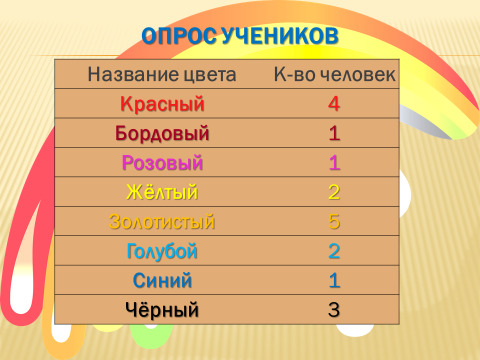 ОПРОС УЧЕНИКОВ
Название цвета К-во человек
Красный 4
Бордовый 1
Розовый 1
Жёлтый 2
Золотистый 5
Голубой 2
Синий 1
Чёрный 3